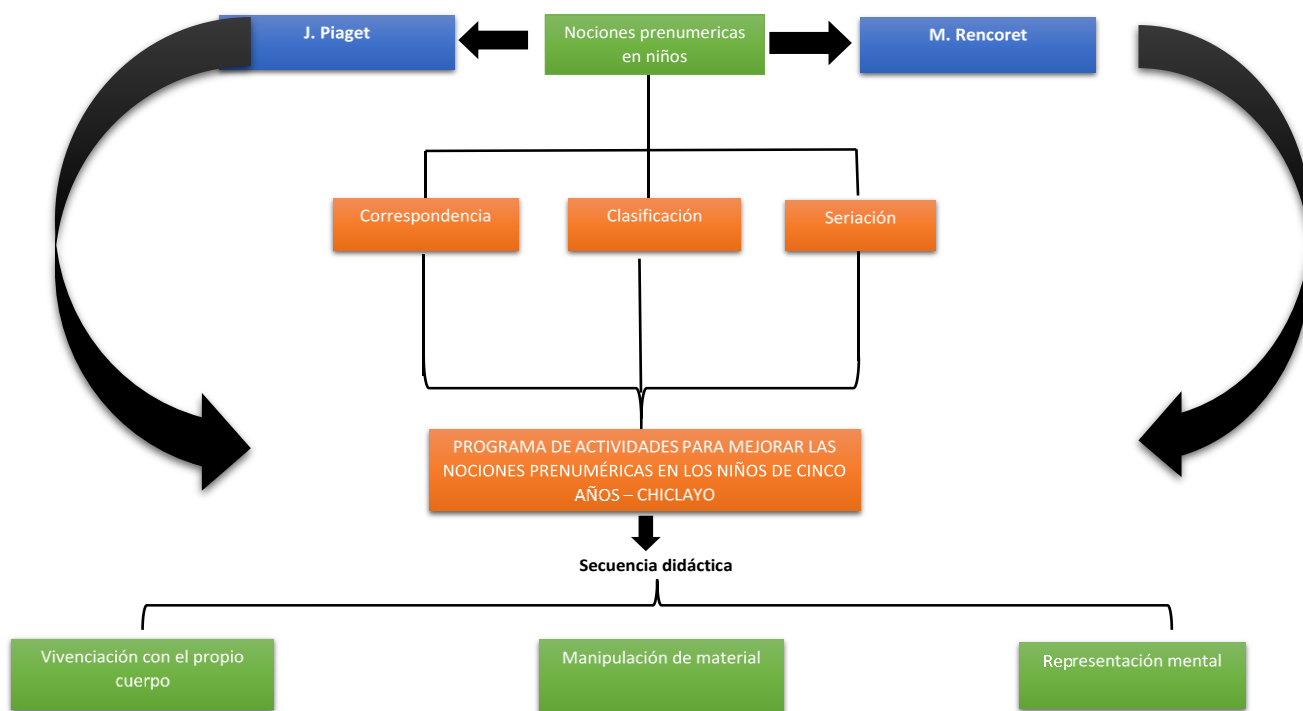 J. Piaget
Nociones prenumericas
en niños
M. Rencoret
Correspondencia
Clasificación
Seriación
PROGRAMA DE ACTIVIDADES PARA MEJORAR LAS
NOCIONES PRENUMÉRICAS EN LOS NIÑOS DE CINCO
AÑOS – CHICLAYO
Secuencia didáctica
Vivenciación con el propio
cuerpo
Manipulación de material
Representación mental